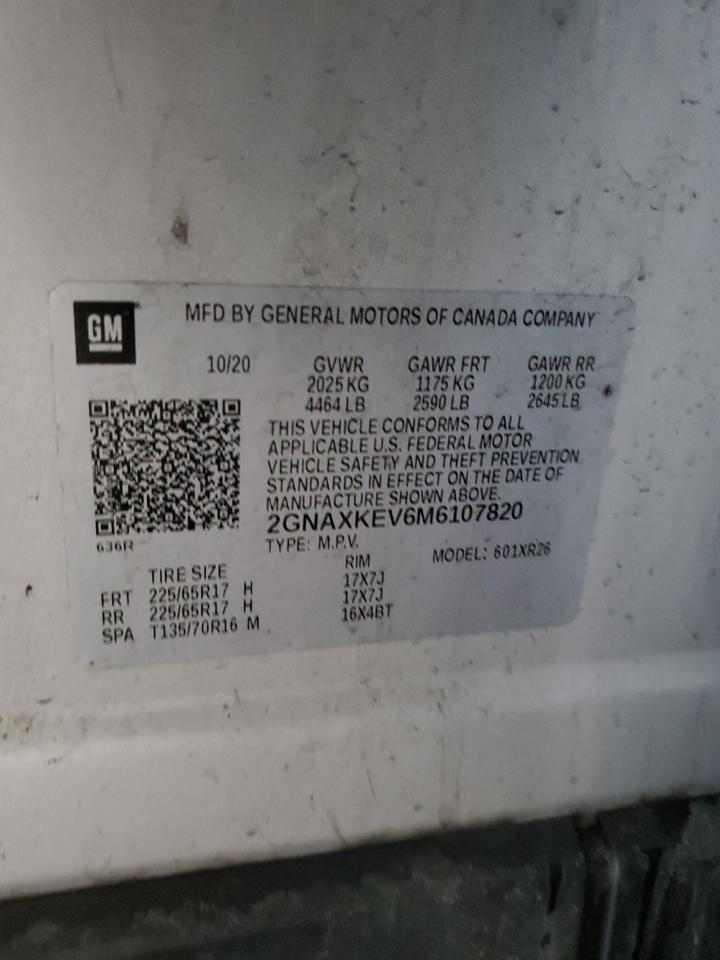 GM
MFD BY GENERAL MOTORS OF CANADA COMPANY
10/20 GVWR GAWR FRT GAWR RR
2025 KG 1175 KG 1200 KG
4464 LB 2590 LB 2645 LB
THIS VEHICLE CONFORMS TO ALL
APPLICABLE U.S. FEDERAL MOTOR
VEHICLE SAFETY AND THEFT PREVENTION
STANDARDS IN EFFECT ON THE DATE OF
MANUFACTURE SHOWN ABOVE.
2GNAXKEV6M6107820
636R
TYPE: M.P.V. MODEL: 601XR26
TIRE SIZE RIM
FRT 225/65R17 H 17X7J
RR 225/65R17 H 17X7J
SPA T135/70R16 M 16X4BT